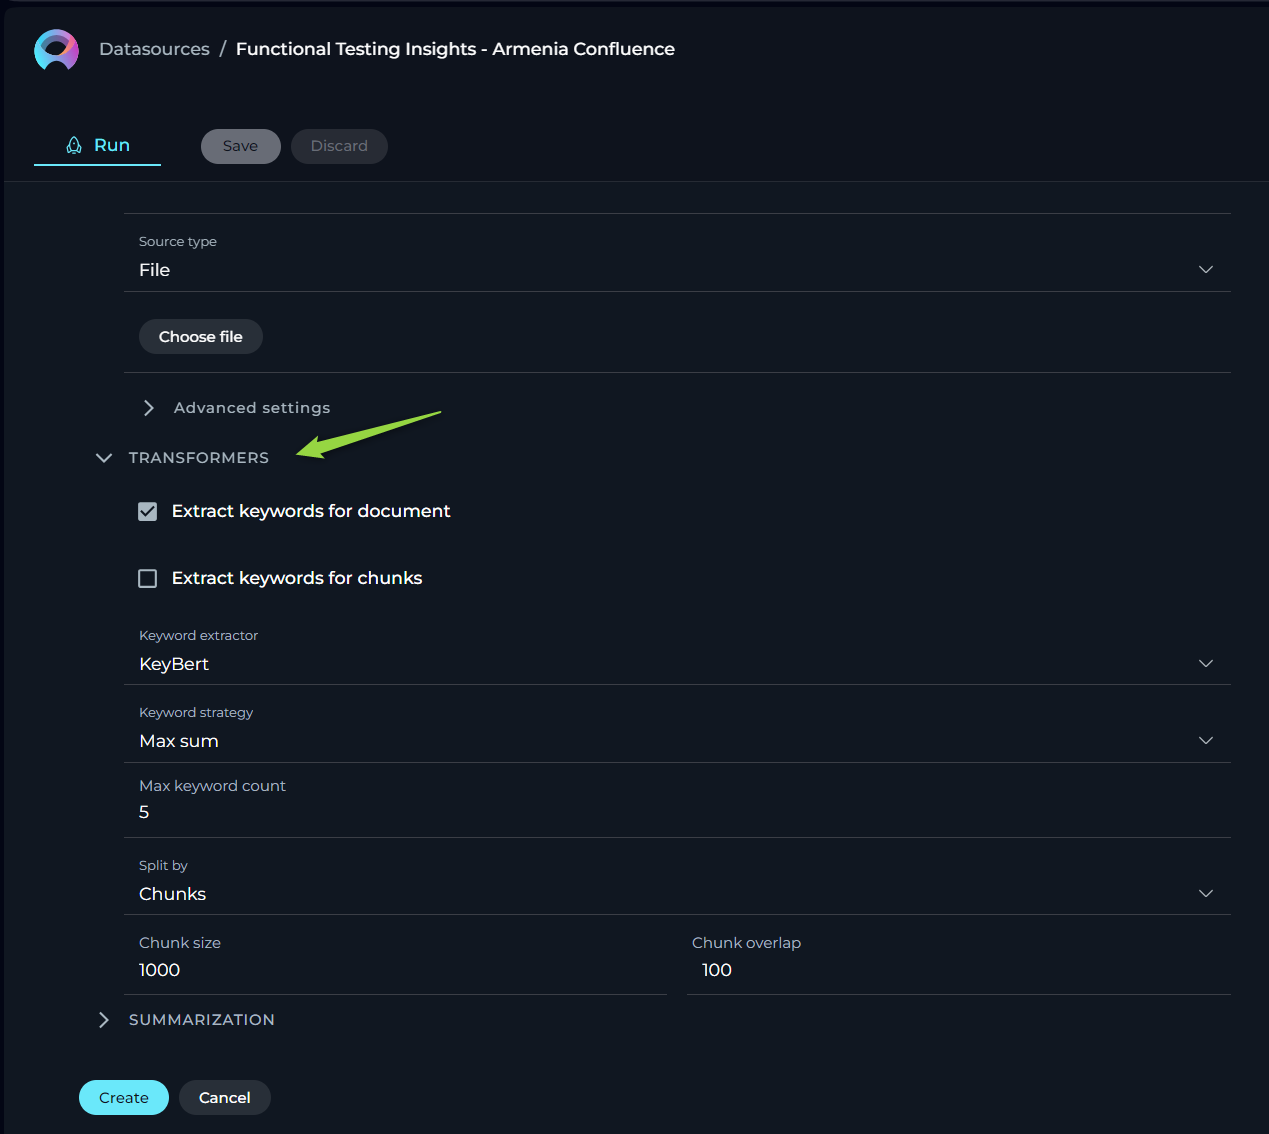 Datasources / Functional Testing Insights - Armenia Confluence
Run
Save
Discard
Source type
File
Choose file
Advanced settings
TRANSFORMERS
Extract keywords for document
Extract keywords for chunks
Keyword extractor
KeyBert
Keyword strategy
Max sum
Max keyword count
5
Split by
Chunks
Chunk size
1000
Chunk overlap
100
SUMMARIZATION
Create
Cancel